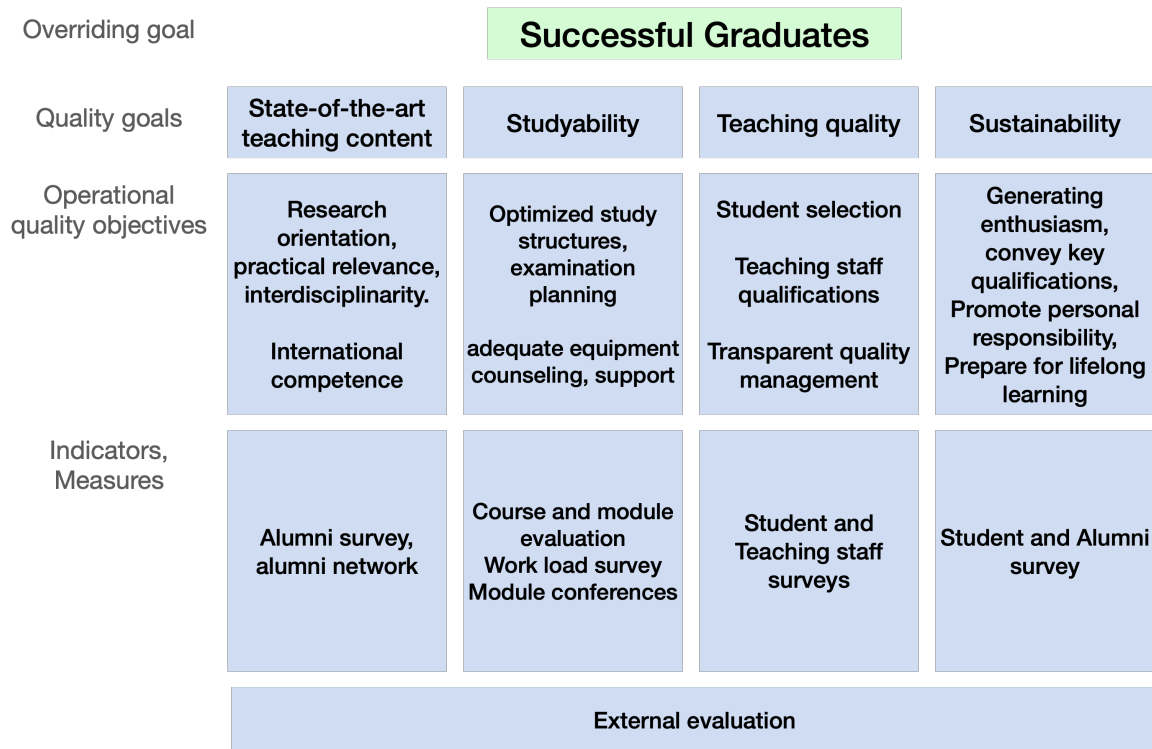 Overriding goal
Successful Graduates
Quality goals
State-of-the-art
teaching content
Studyability
Teaching quality
Sustainability
Operational
quality objectives
Research
orientation,
practical relevance,
interdisciplinarity.
International
competence
Optimized study
structures,
examination
planning
adequate equipment
counseling, support
Student selection
Teaching staff
qualifications
Transparent quality
management
Generating
enthusiasm,
convey key
qualifications,
Promote personal
responsibility,
Prepare for lifelong
learning
Indicators,
Measures
Alumni survey,
alumni network
Course and module
evaluation
Work load survey
Module conferences
Student and
Teaching staff
surveys
Student and Alumni
survey
External evaluation